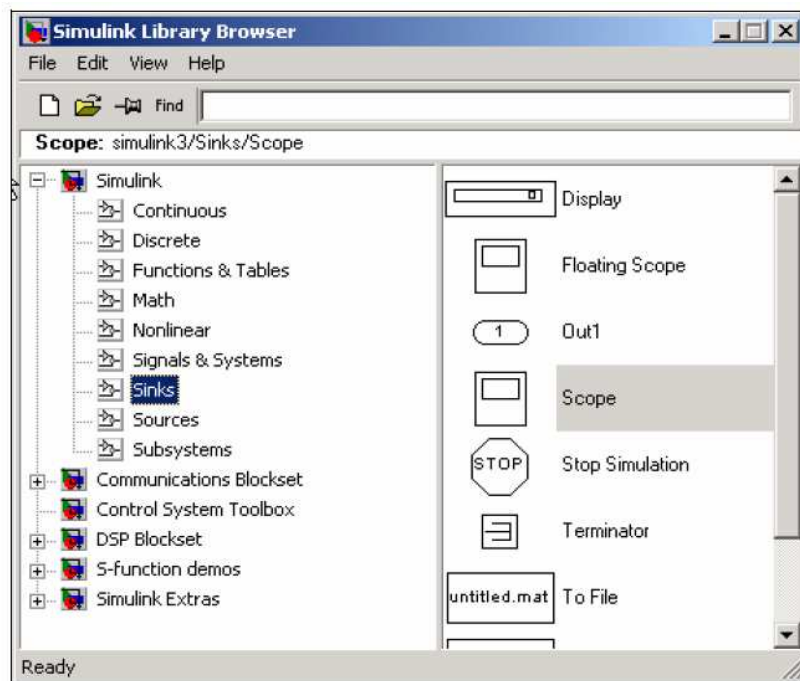 Simulink Library Browser
File Edit View Help
Find
Scope: simulink3/Sinks/Scope
Simulink
Continuous
Discrete
Functions & Tables
Math
Nonlinear
Signals & Systems
Sinks
Sources
Subsystems
Communications Blockset
Control System Toolbox
DSP Blockset
S-function demos
Simulink Extras
Display
Floating Scope
1 Out1
Scope
STOP Stop Simulation
Terminator
untitled.mat To File
Ready